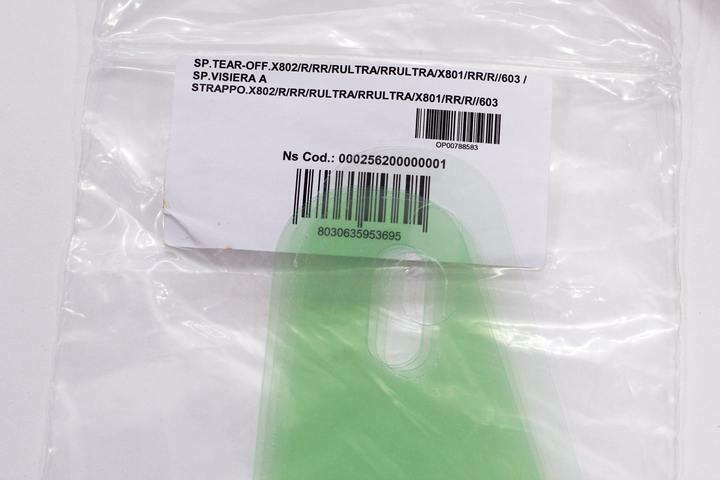 SP.TEAR-OFF.X802/R/RR/RULTRA/RRULTRA/X801/RR/R//603 /
SP.VISIERA A
STRAPPO.X802/R/RR/RULTRA/RRULTRA/X801/RR/R//603
OP00788583
Ns Cod.: 000256200000001
8030635953695